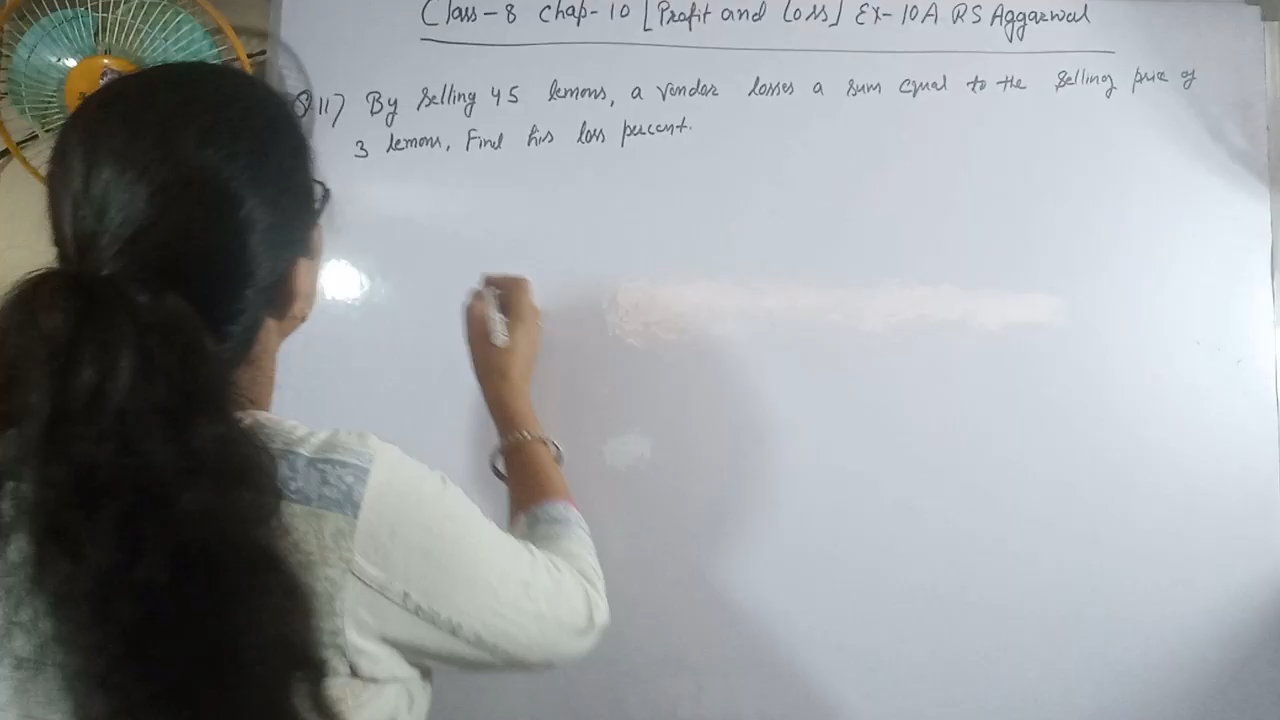 Class-8 Chap-10 [Profit and Loss] EX-10A RS Aggarwal
Q.11) By Selling 45 lemons, a vendor losses a sum equal to the selling price of
3 lemons, Find his loss percent.